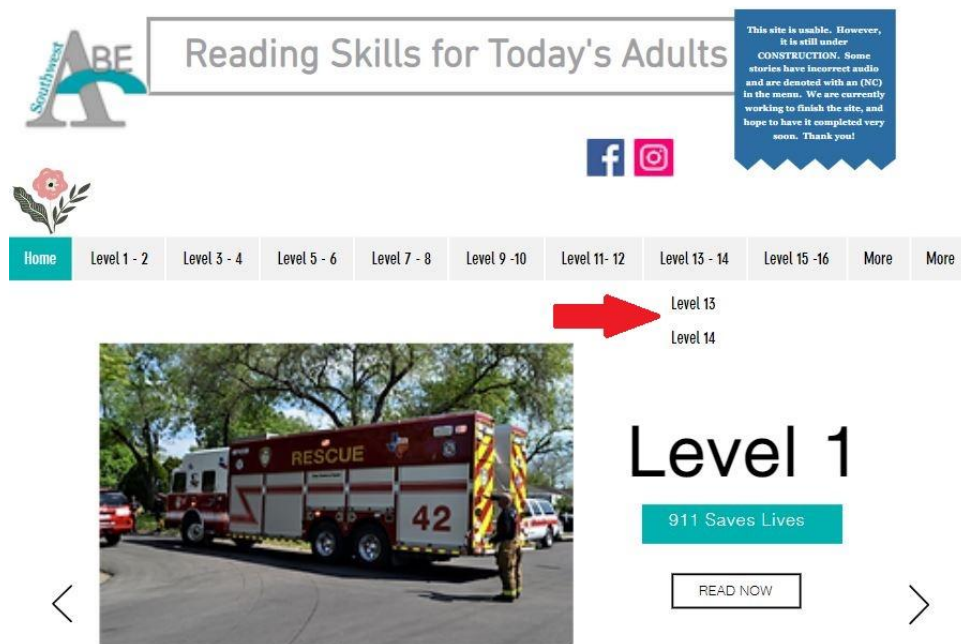 Southwest
ABE
Reading Skills for Today's Adults
This site is usable. However,
it is still under
CONSTRUCTION. Some
stories have incorrect audio
and are denoted with an (NC)
in the menu. We are currently
working to finish the site, and
hope to have it completed very
soon. Thank you!
Home Level 1 - 2 Level 3 - 4 Level 5 - 6 Level 7 - 8 Level 9 -10 Level 11- 12 Level 13 - 14 Level 15 -16 More More
Level 13
Level 14
RESCUE
42
Level 1
911 Saves Lives
READ NOW